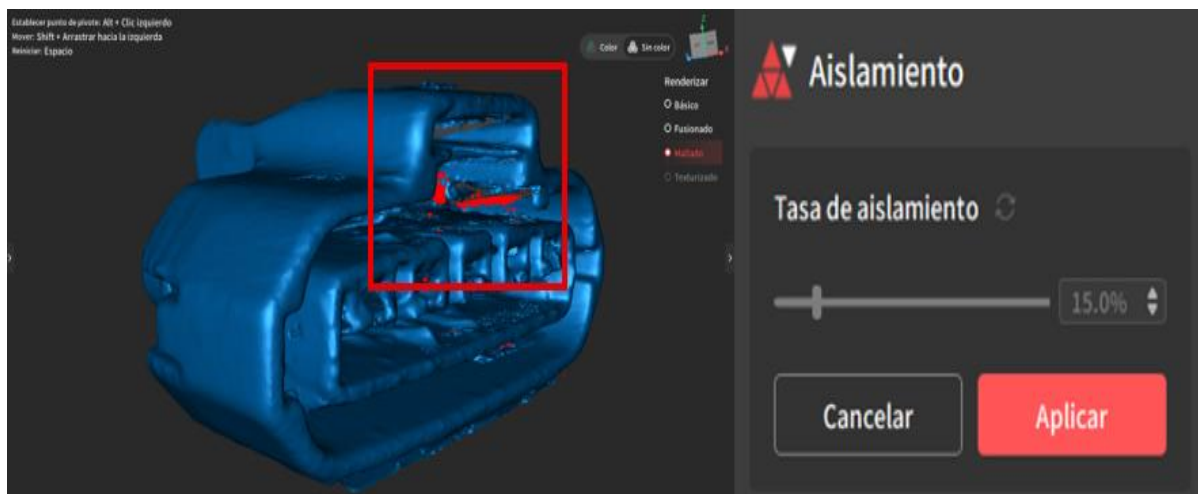 Establecer punto de pivote: Alt + Clic izquierdo
Mover: Shift + Arrastrar hacia la izquierda
Reiniciar: Espacio
Color Sin color
Renderizar
Básico
Fusionado
Mallado
Texturizado
Aislamiento
Tasa de aislamiento
15.0%
Cancelar Aplicar